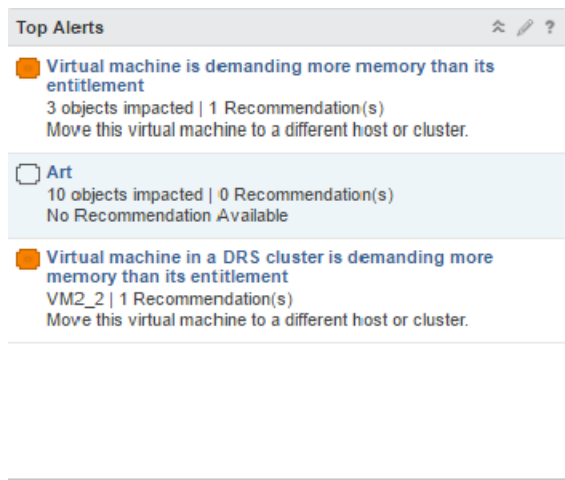 Top Alerts ?
Virtual machine is demanding more memory than its
entitlement
3 objects impacted | 1 Recommendation(s)
Move this virtual machine to a different host or cluster.
Art
10 objects impacted | 0 Recommendation(s)
No Recommendation Available
Virtual machine in a DRS cluster is demanding more
memory than its entitlement
VM2_2 | 1 Recommendation(s)
Move this virtual machine to a different host or cluster.